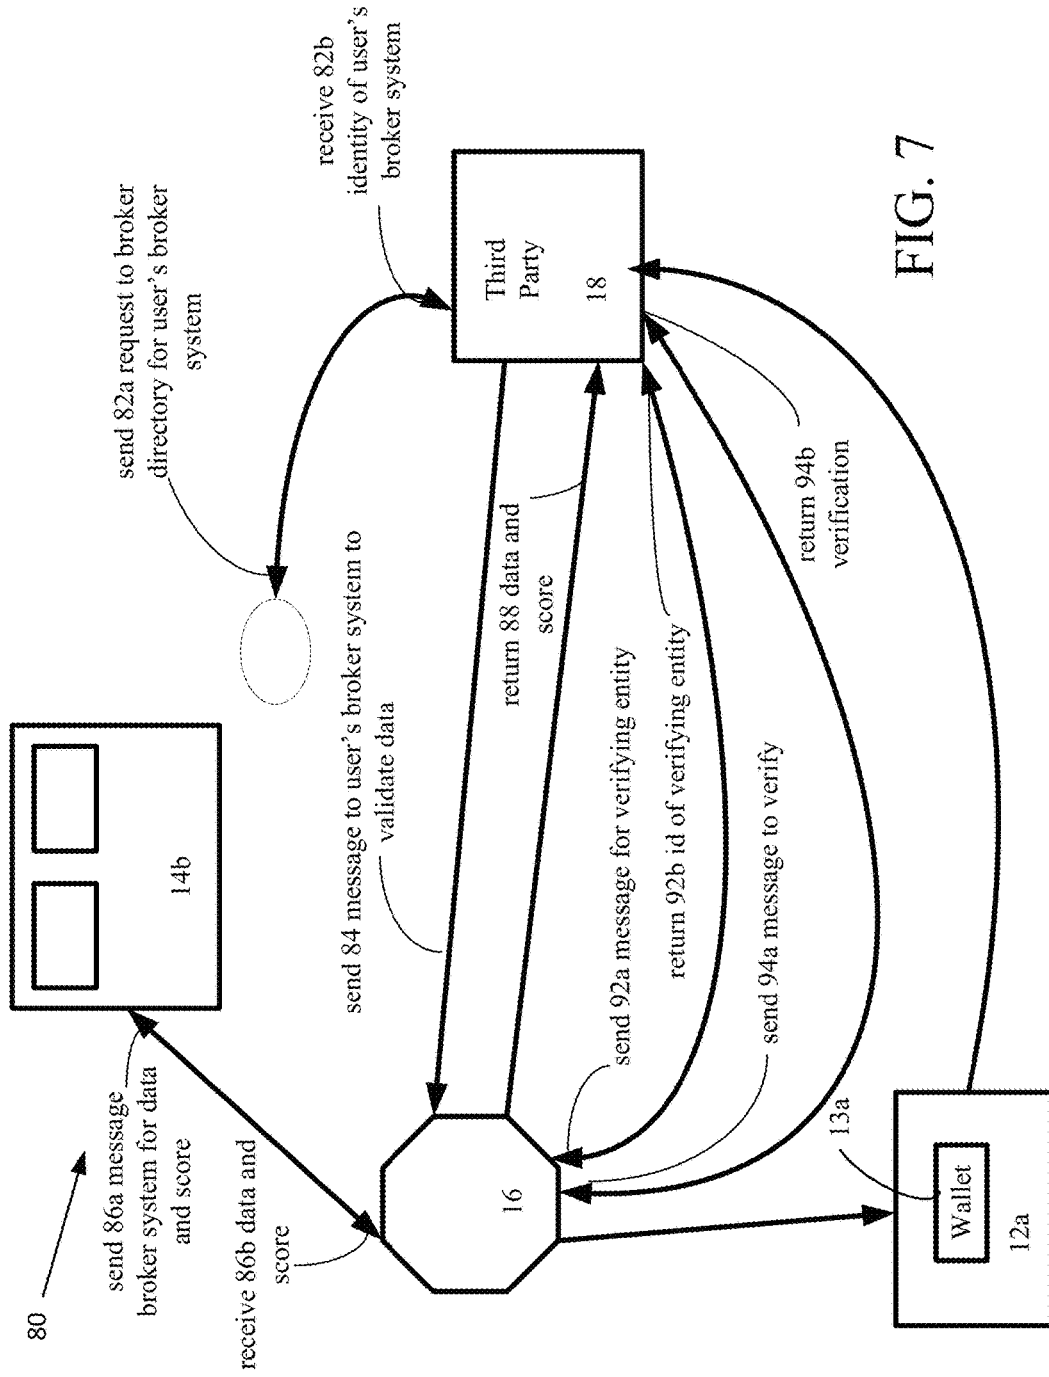 80
send 86a message
broker system for data
and score
receive 86b data and
score
14b
send 82a request to broker
directory for user's broker
system
receive 82b
identity of user's
broker system
send 84 message to user's broker system to
validate data
return 88 data and
score
Third
Party
18
16
send 92a message for verifying entity
return 92b id of verifying entity
send 94a message to verify
return 94b
verification
13a
Wallet
12a
FIG. 7